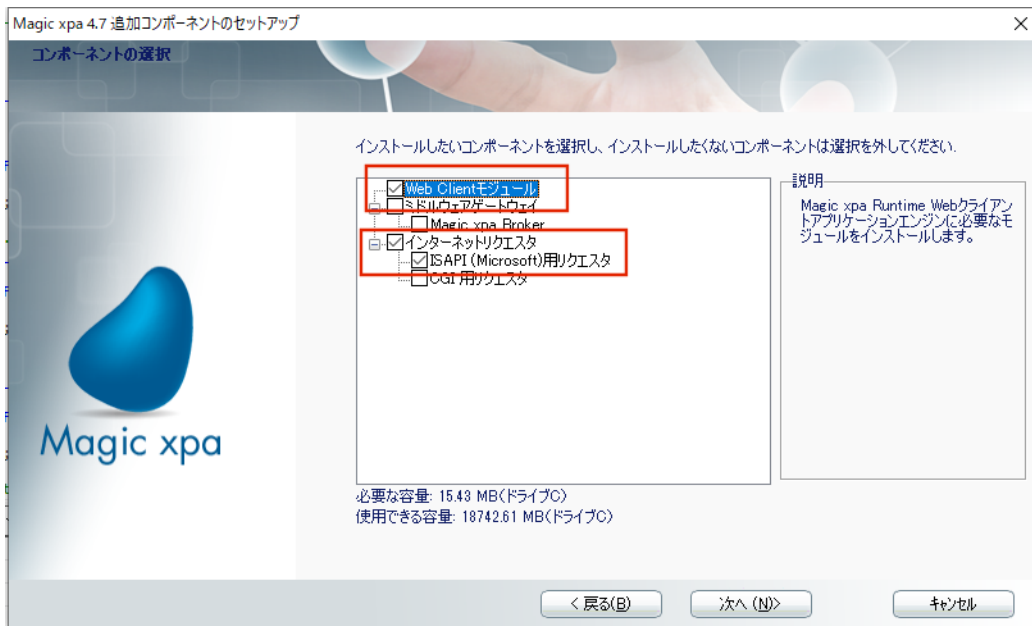 Magic xpa 4.7 追加コンポーネントのセットアップ
コンポーネントの選択
インストールしたいコンポーネントを選択し、インストールしたくないコンポーネントは選択を外してください.
Web Clientモジュール
ミドルウェアゲートウェイ
Magic xpa Broker
インターネットリクエスタ
ISAPI (Microsoft)用リクエスタ
CGI 用リクエスタ
説明
Magic xpa Runtime Webクライアン
トアプリケーションエンジンに必要なモ
ジュールをインストールします。
Magic xpa
必要な容量: 15.43 MB(ドライブC)
使用できる容量: 18742.61 MB(ドライブC)
< 戻る(B)
次へ (N)>
キャンセル